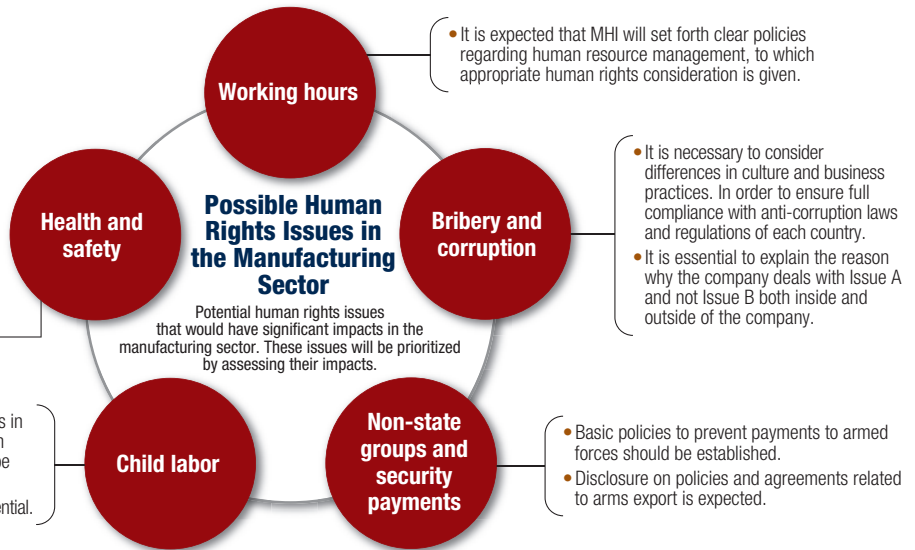 Working hours
• It is expected that MHI will set forth clear policies
regarding human resource management, to which
appropriate human rights consideration is given.
Health and
safety
Possible Human
Rights Issues in
the Manufacturing
Sector
Potential human rights issues
that would have significant impacts in the
manufacturing sector. These issues will be prioritized
by assessing their impacts.
Bribery and
corruption
• It is necessary to consider
differences in culture and business
practices. In order to ensure full
compliance with anti-corruption laws
and regulations of each country.
• It is essential to explain the reason
why the company deals with Issue A
and not Issue B both inside and
outside of the company.
Child labor
Non-state
groups and
security
payments
• Basic policies to prevent payments to armed
forces should be established.
• Disclosure on policies and agreements related
to arms export is expected.
in